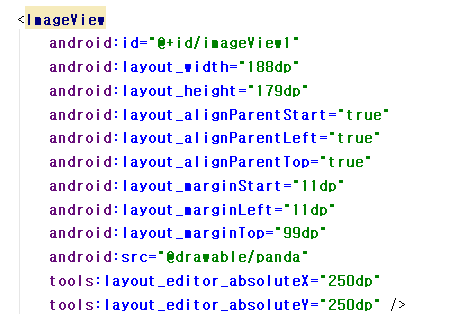 <ImageView
android:id="@+id/imageView1"
android:layout_width="188dp"
android:layout_height="179dp"
android:layout_alignParentStart="true"
android:layout_alignParentLeft="true"
android:layout_alignParentTop="true"
android:layout_marginStart="11dp"
android:layout_marginLeft="11dp"
android:layout_marginTop="99dp"
android:src="@drawable/panda"
tools:layout_editor_absoluteX="250dp"
tools:layout_editor_absoluteY="250dp" />